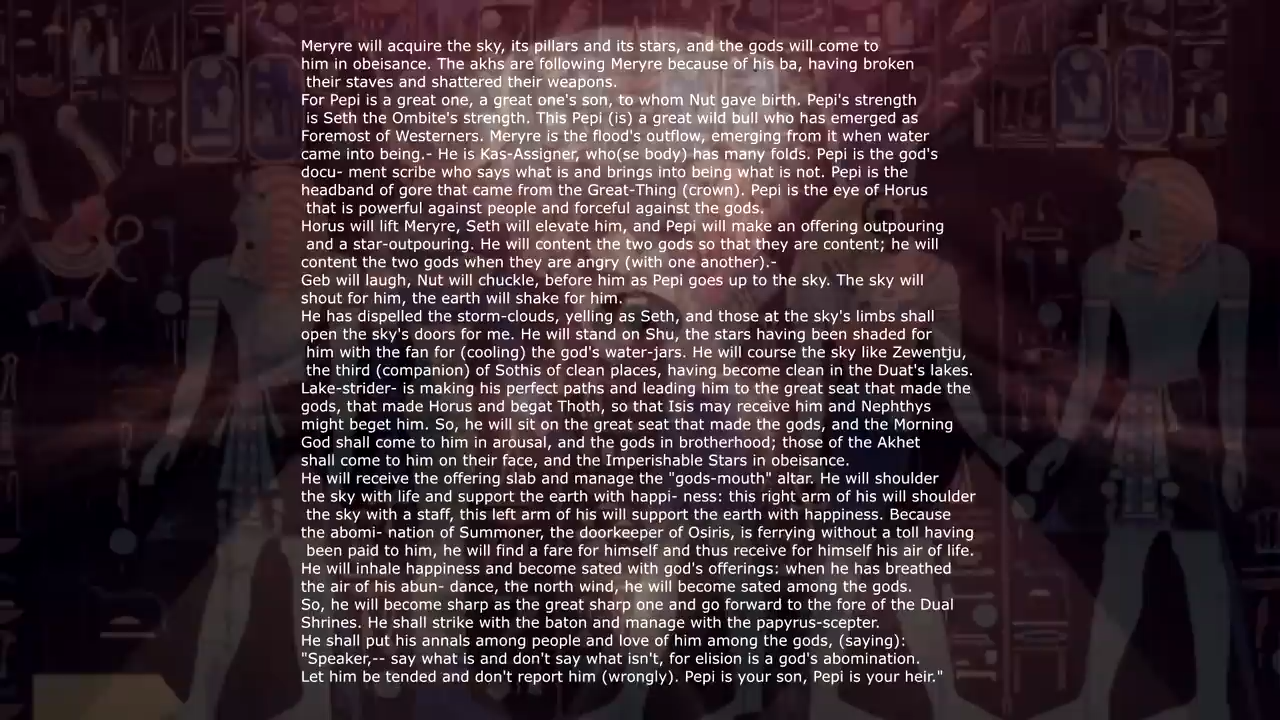 Meryre will acquire the sky, its pillars and its stars, and the gods will come to
him in obeisance. The akhs are following Meryre because of his ba, having broken
their staves and shattered their weapons.
For Pepi is a great one, a great one's son, to whom Nut gave birth. Pepi's strength
is Seth the Ombite's strength. This Pepi (is) a great wild bull who has emerged as
Foremost of Westerners. Meryre is the flood's outflow, emerging from it when water
came into being.- He is Kas-Assigner, who(se body) has many folds. Pepi is the god's
docu- ment scribe who says what is and brings into being what is not. Pepi is the
headband of gore that came from the Great-Thing (crown). Pepi is the eye of Horus
that is powerful against people and forceful against the gods.
Horus will lift Meryre, Seth will elevate him, and Pepi will make an offering outpouring
and a star-outpouring. He will content the two gods so that they are content; he will
content the two gods when they are angry (with one another).-
Geb will laugh, Nut will chuckle, before him as Pepi goes up to the sky. The sky will
shout for him, the earth will shake for him.
He has dispelled the storm-clouds, yelling as Seth, and those at the sky's limbs shall
open the sky's doors for me. He will stand on Shu, the stars having been shaded for
him with the fan for (cooling) the god's water-jars. He will course the sky like Zewentju,
the third (companion) of Sothis of clean places, having become clean in the Duat's lakes.
Lake-strider- is making his perfect paths and leading him to the great seat that made the
gods, that made Horus and begat Thoth, so that Isis may receive him and Nephthys
might beget him. So, he will sit on the great seat that made the gods, and the Morning
God shall come to him in arousal, and the gods in brotherhood; those of the Akhet
shall come to him on their face, and the Imperishable Stars in obeisance.
He will receive the offering slab and manage the "gods-mouth" altar. He will shoulder
the sky with life and support the earth with happi- ness: this right arm of his will shoulder
the sky with a staff, this left arm of his will support the earth with happiness. Because
the abomi- nation of Summoner, the doorkeeper of Osiris, is ferrying without a toll having
been paid to him, he will find a fare for himself and thus receive for himself his air of life.
He will inhale happiness and become sated with god's offerings: when he has breathed
the air of his abun- dance, the north wind, he will become sated among the gods.
So, he will become sharp as the great sharp one and go forward to the fore of the Dual
Shrines. He shall strike with the baton and manage with the papyrus-scepter.
He shall put his annals among people and love of him among the gods, (saying):
"Speaker,-- say what is and don't say what isn't, for elision is a god's abomination.
Let him be tended and don't report him (wrongly). Pepi is your son, Pepi is your heir."